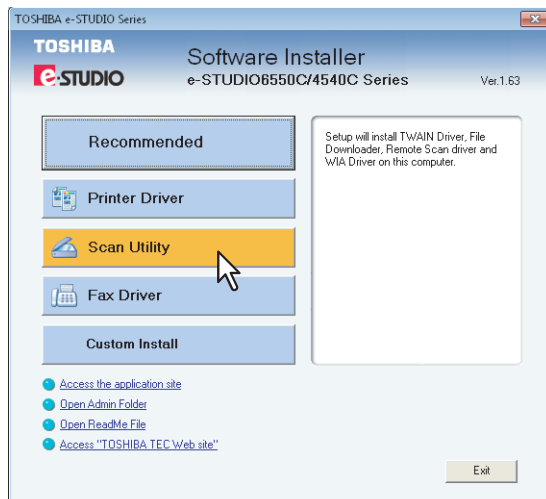 TOSHIBA e-STUDIO Series
TOSHIBA
e-STUDIO
Software Installer
e-STUDIO6550C/4540C Series
Ver.1.63
Recommended
Printer Driver
Scan Utility
Fax Driver
Custom Install
Setup will install TWAIN Driver, File
Downloader, Remote Scan driver and
WIA Driver on this computer.
Access the application site
Open Admin Folder
Open ReadMe File
Access "TOSHIBA TEC Web site"
Exit